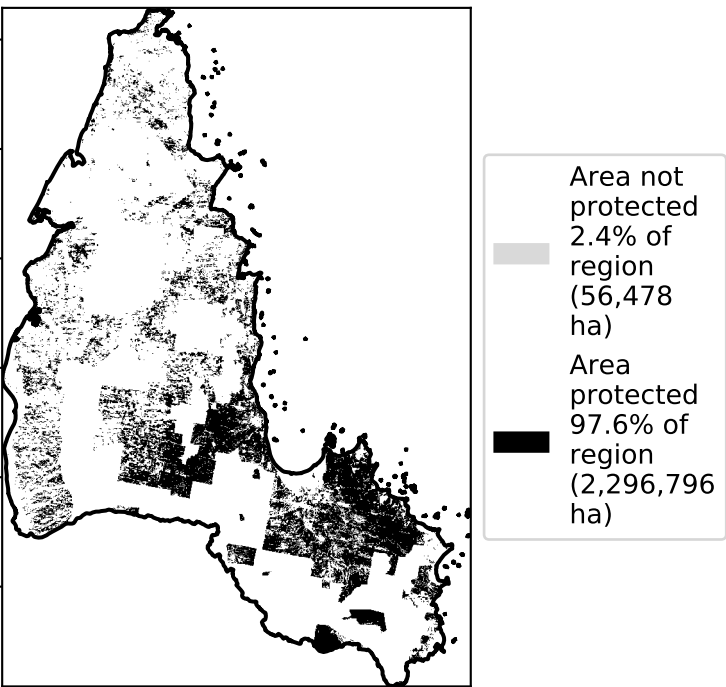 Area not
protected
2.4% of
region
(56,478
ha)
Area
protected
97.6% of
region
(2,296,796
ha)